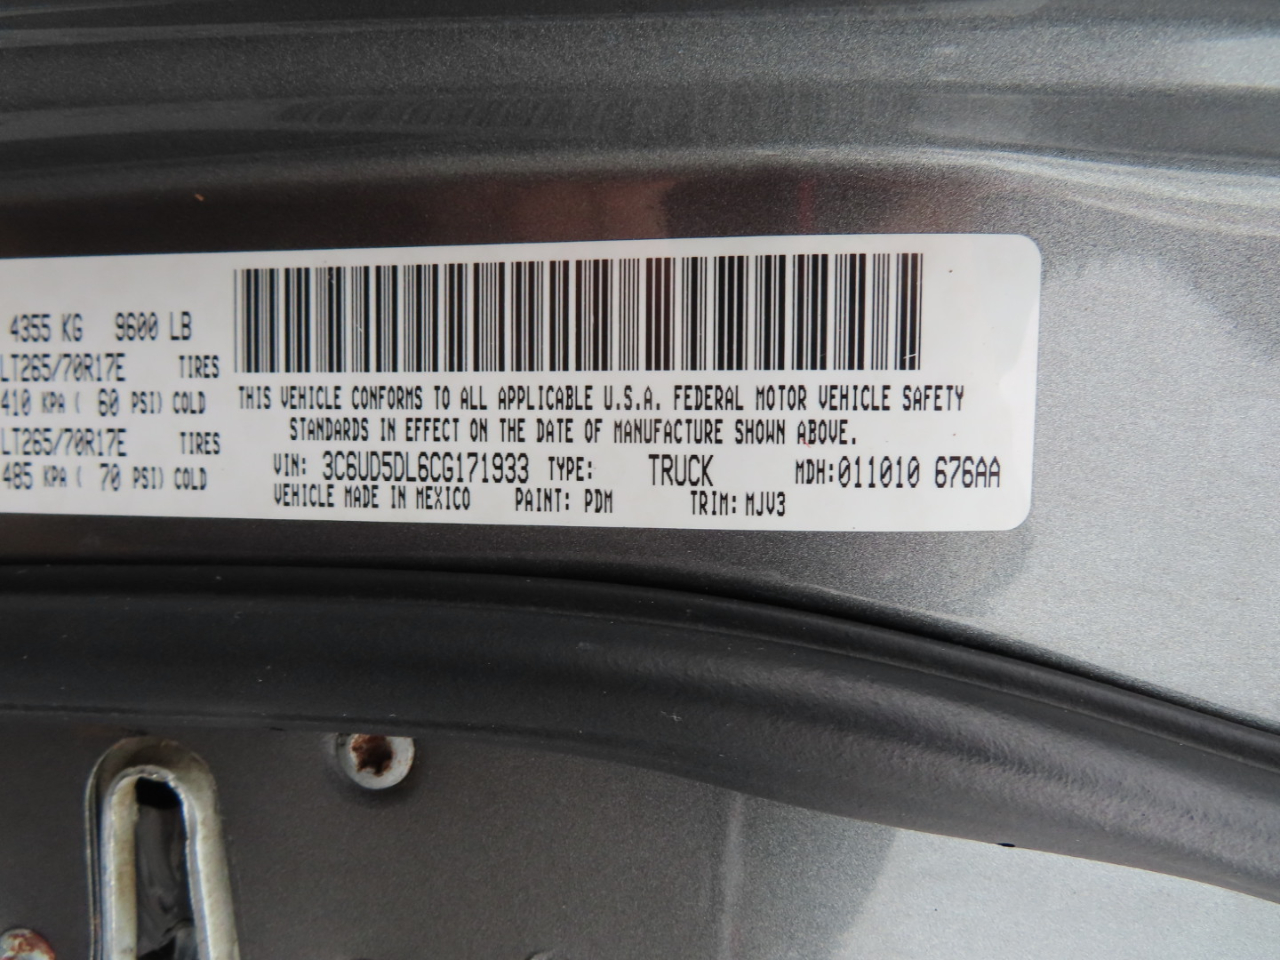 4355 KG 9600 LB
LT265/70R17E TIRES
410 KPA ( 60 PSI) COLD
LT265/70R17E TIRES
485 KPA ( 70 PSI) COLD
THIS VEHICLE CONFORMS TO ALL APPLICABLE U.S.A. FEDERAL MOTOR VEHICLE SAFETY
STANDARDS IN EFFECT ON THE DATE OF MANUFACTURE SHOWN ABOVE.
VIN: 3C6UD5DL6CG171933 TYPE: TRUCK MDH: 011010 676AA
VEHICLE MADE IN MEXICO PAINT: PDM TRIM: MJV3